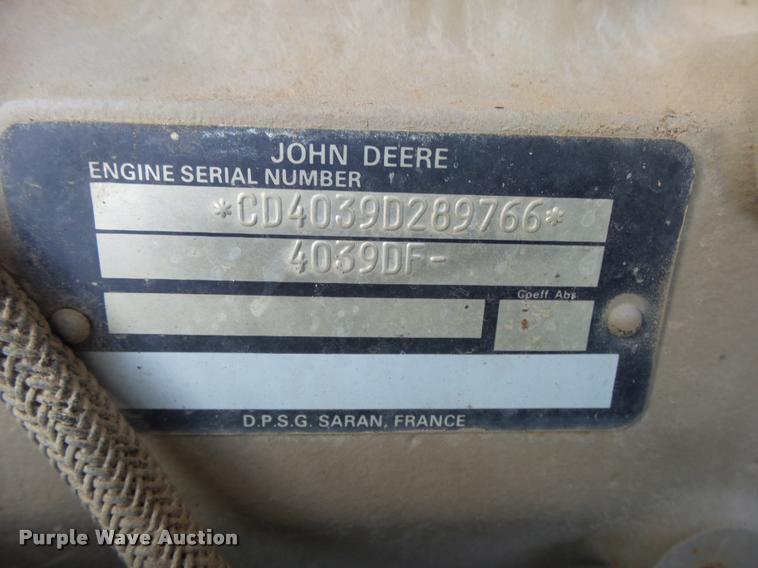 JOHN DEERE
ENGINE SERIAL NUMBER
*CD4039D289766*
4039DF-
Coeff. Abs
D.P.S.G. SARAN, FRANCE
Purple Wave Auction